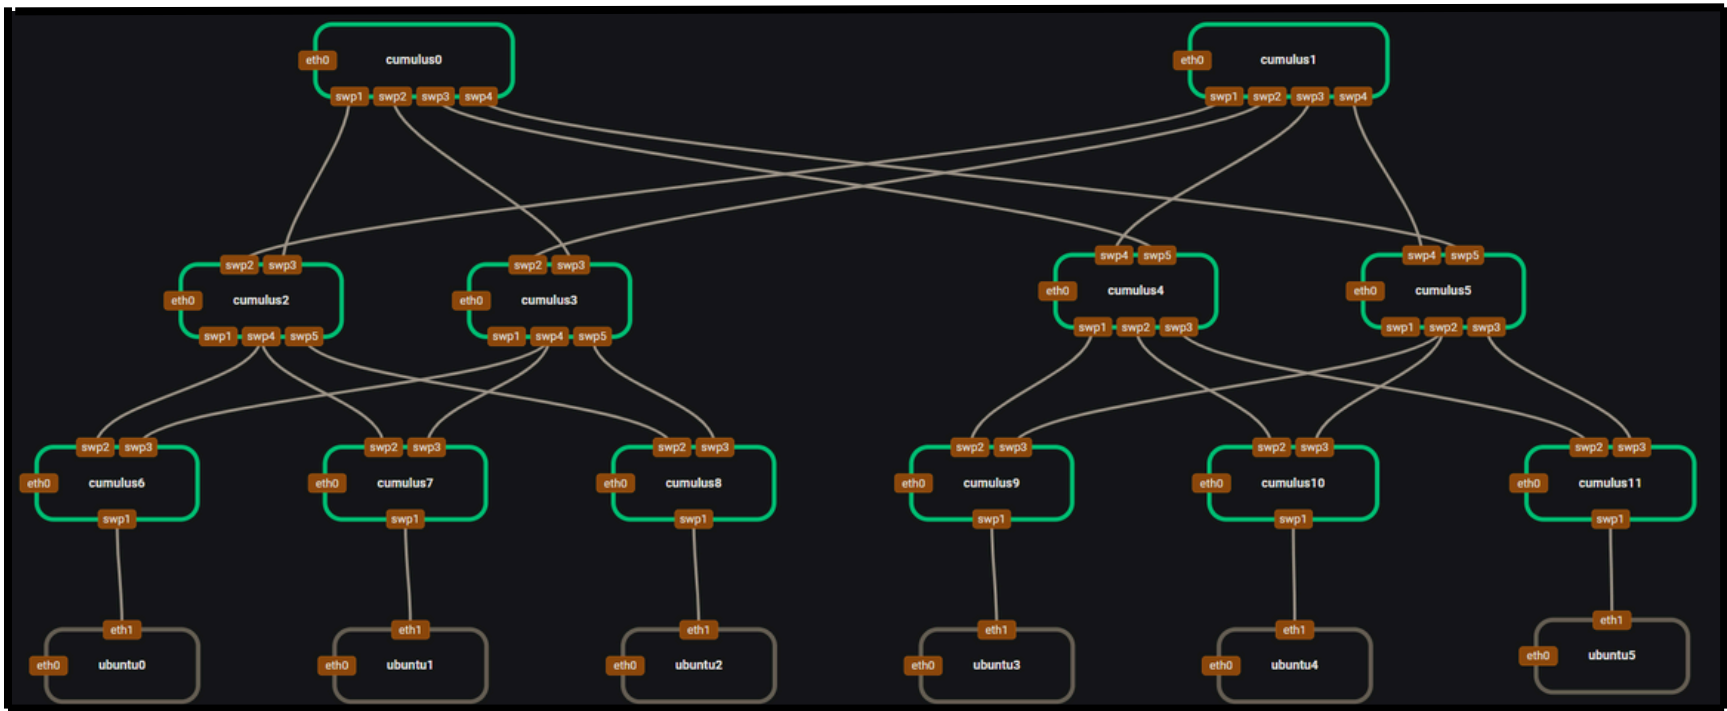 eth0 cumulus0
swp1 swp2 swp3 swp4
eth0 cumulus1
swp1 swp2 swp3 swp4
swp2 swp3
eth0 cumulus2
swp1 swp4 swp5
swp2 swp3
eth0 cumulus3
swp1 swp4 swp5
swp4 swp5
eth0 cumulus4
swp1 swp2 swp3
swp4 swp5
eth0 cumulus5
swp1 swp2 swp3
swp2 swp3
eth0 cumulus6
swp1
swp2 swp3
eth0 cumulus7
swp1
swp2 swp3
eth0 cumulus8
swp1
swp2 swp3
eth0 cumulus9
swp1
swp2 swp3
eth0 cumulus10
swp1
swp2 swp3
eth0 cumulus11
swp1
eth1
eth0 ubuntu0
eth1
eth0 ubuntu1
eth1
eth0 ubuntu2
eth1
eth0 ubuntu3
eth1
eth0 ubuntu4
eth1
eth0 ubuntu5